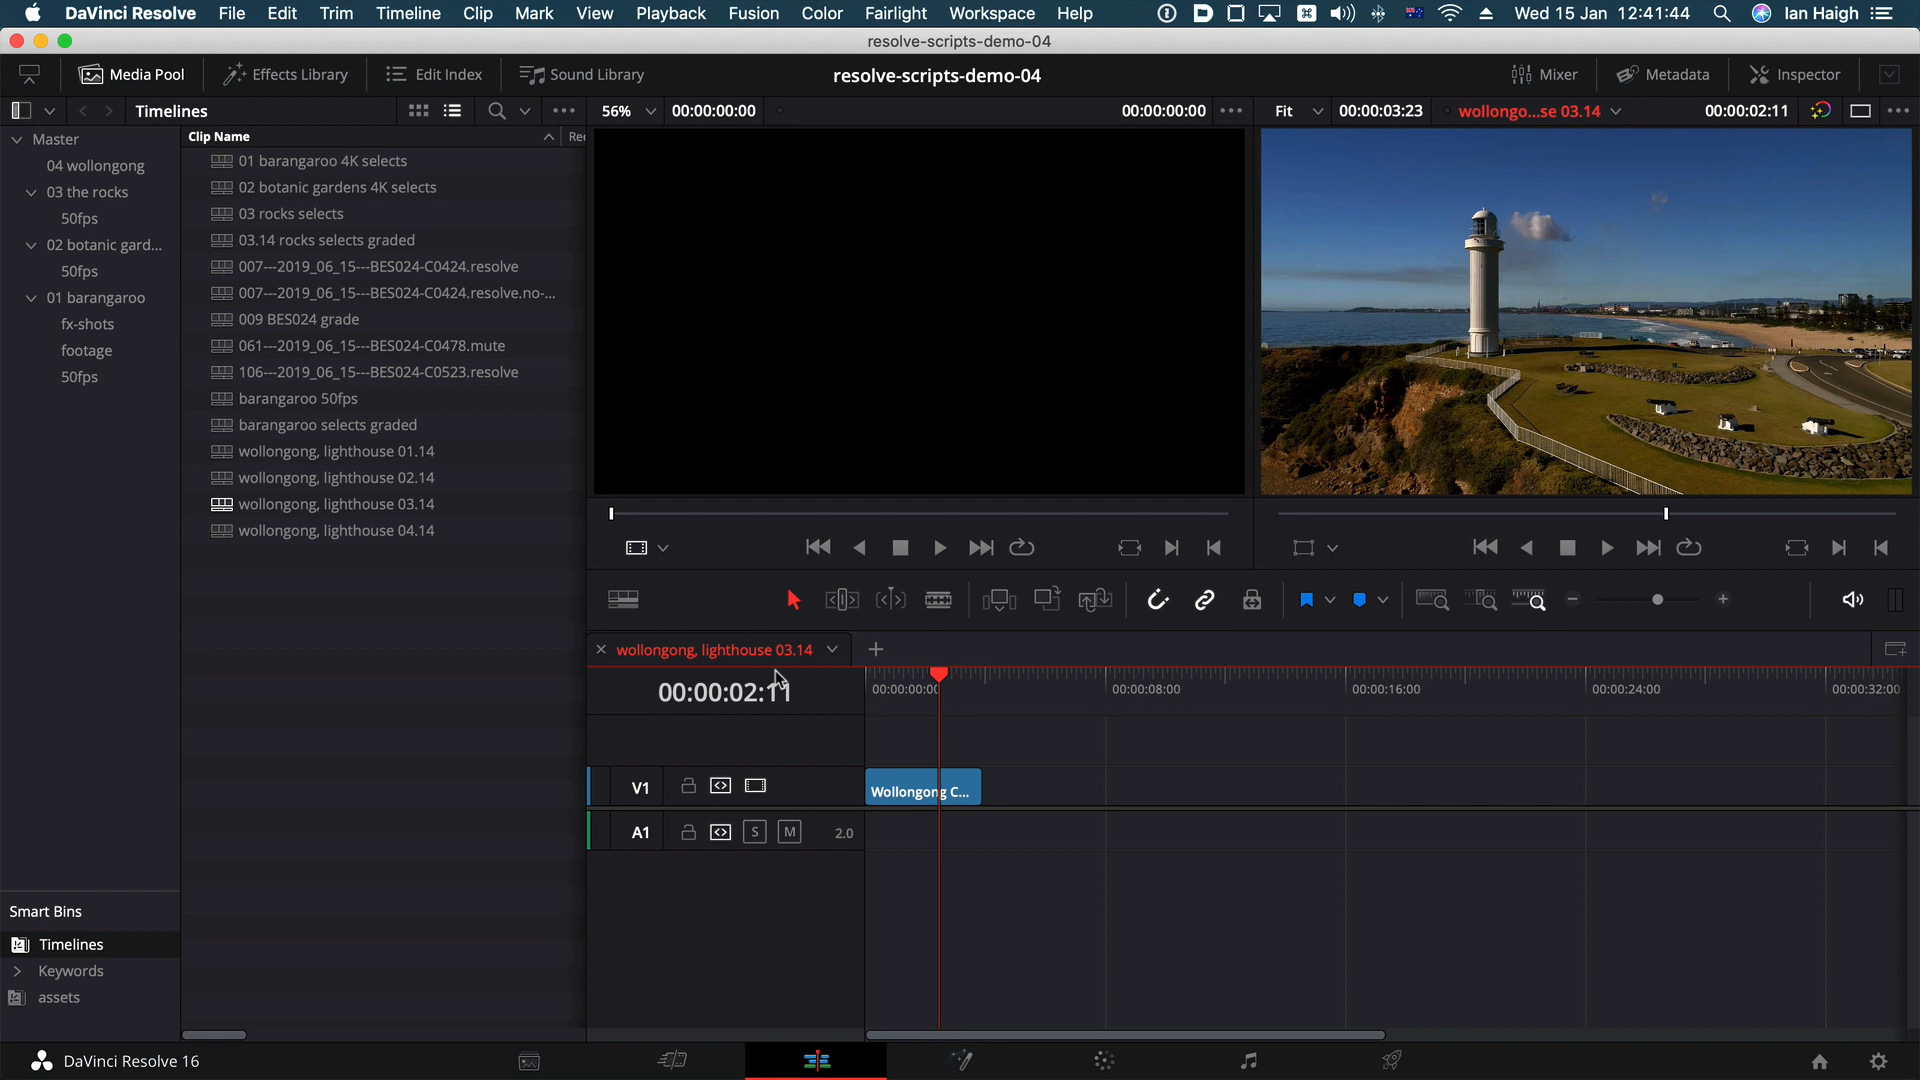 DaVinci Resolve File Edit Trim Timeline Clip Mark View Playback Fusion Color Fairlight Workspace Help Wed 15 Jan 12:41:44 Ian Haigh
resolve-scripts-demo-04
Media Pool Effects Library Edit Index Sound Library resolve-scripts-demo-04 Mixer Metadata Inspector
Timelines 56% 00:00:00:00 00:00:00:00 Fit 00:00:03:23 wollongo...se 03.14 00:00:02:11
Master
04 wollongong
03 the rocks
50fps
02 botanic gard...
50fps
01 barangaroo
fx-shots
footage
50fps
Clip Name Ree
01 barangaroo 4K selects
02 botanic gardens 4K selects
03 rocks selects
03.14 rocks selects graded
007---2019_06_15---BES024-C0424.resolve
007---2019_06_15---BES024-C0424.resolve.no-...
009 BES024 grade
061---2019_06_15---BES024-C0478.mute
106---2019_06_15---BES024-C0523.resolve
barangaroo 50fps
barangaroo selects graded
wollongong, lighthouse 01.14
wollongong, lighthouse 02.14
wollongong, lighthouse 03.14
wollongong, lighthouse 04.14
wollongong, lighthouse 03.14
00:00:02:11
00:00:00:00 00:00:08:00 00:00:16:00 00:00:24:00 00:00:32:00
V1 Wollongong C...
A1 S M 2.0
Smart Bins
Timelines
Keywords
assets
DaVinci Resolve 16